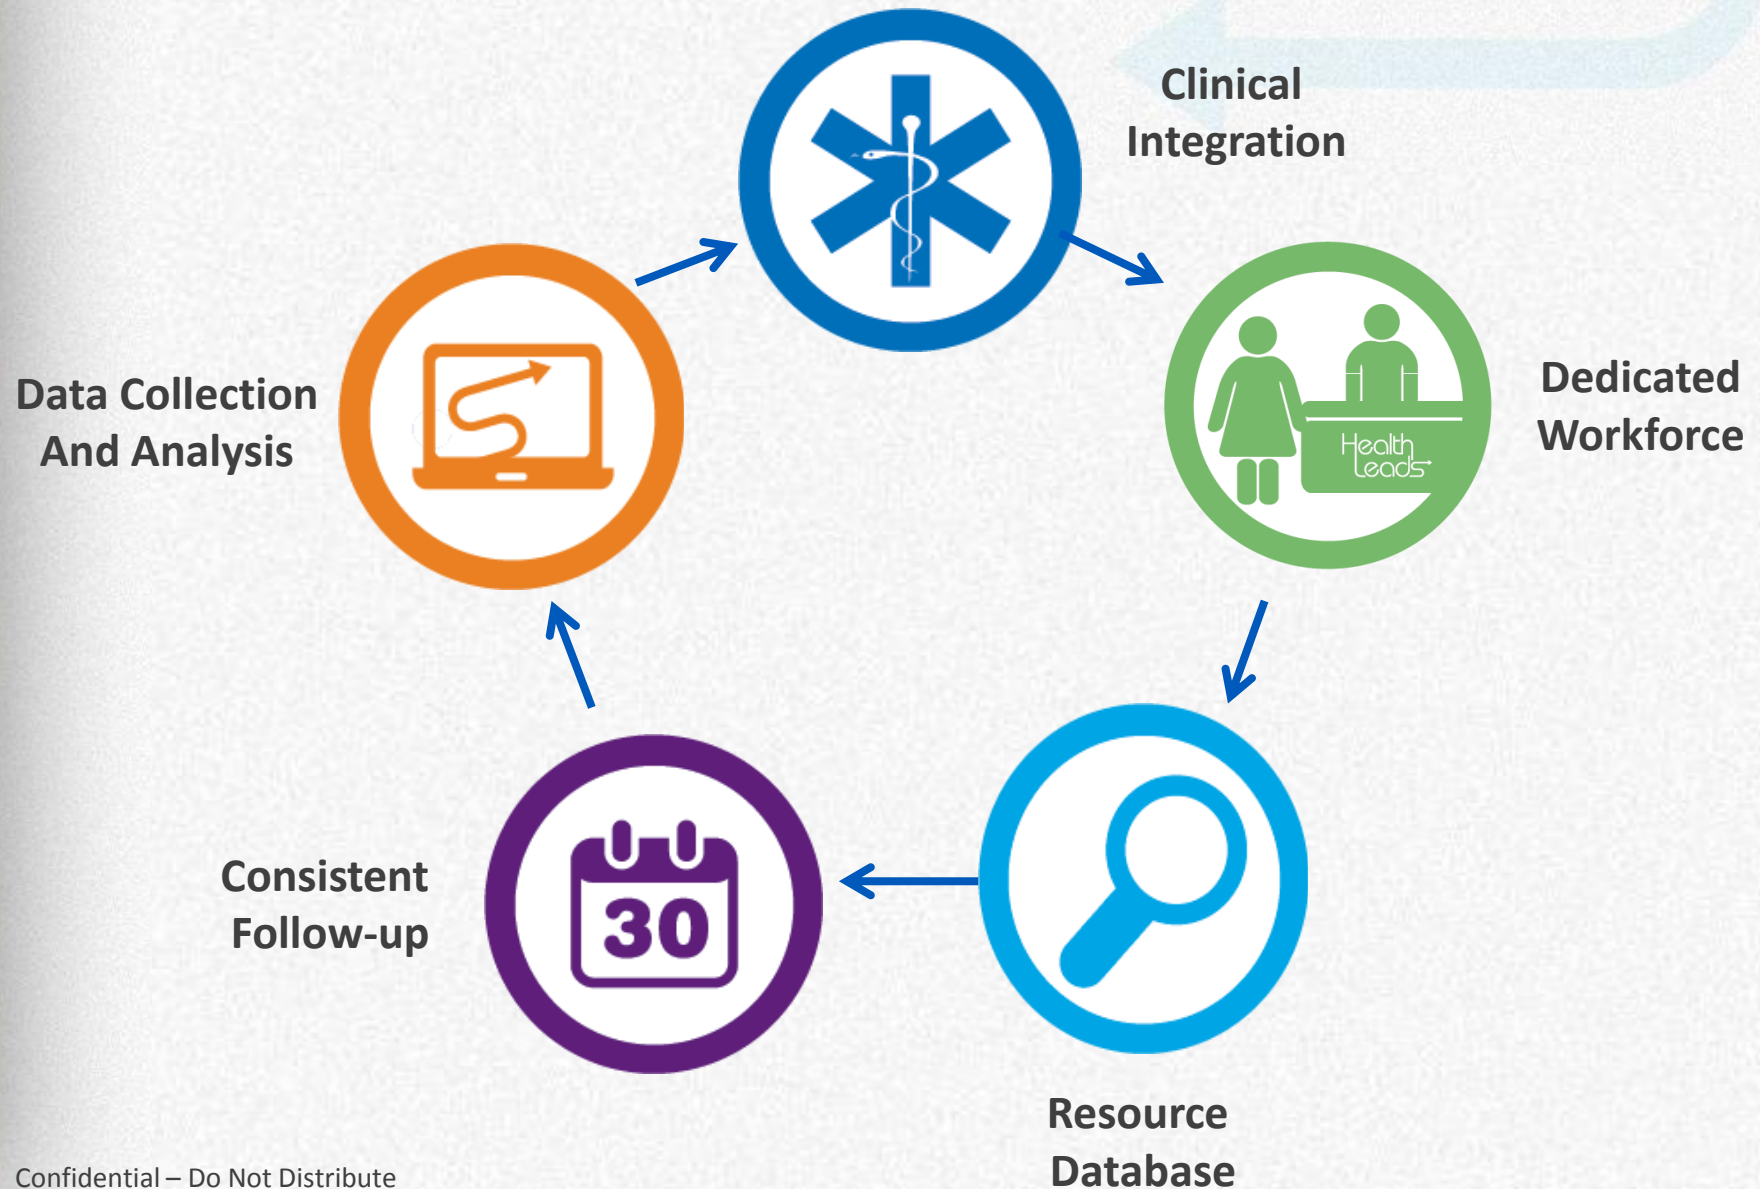 Clinical
Integration
Data Collection
And Analysis
Dedicated
Workforce
Health
Leads
Consistent
Follow-up
30
Resource
Database
Confidential – Do Not Distribute